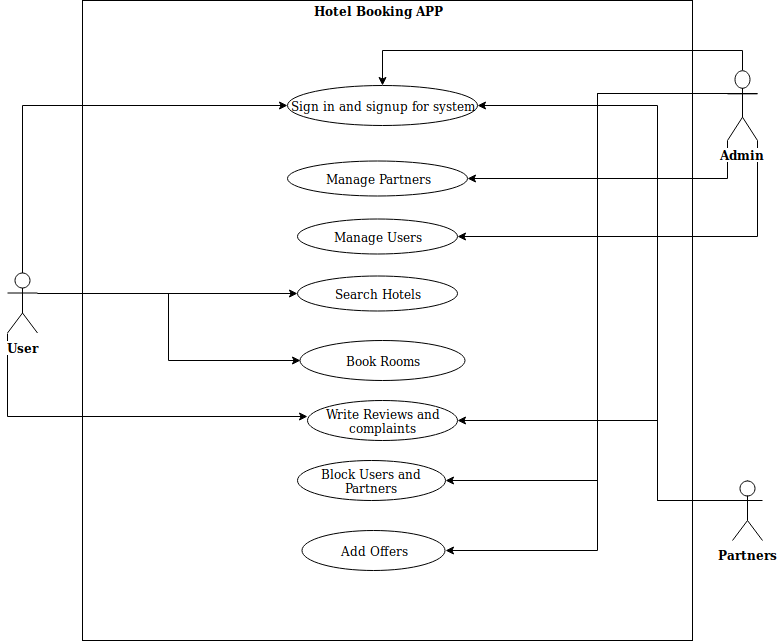 Hotel Booking APP
Sign in and signup for system
Admin
Manage Partners
Manage Users
Search Hotels
User
Book Rooms
Write Reviews and
complaints
Block Users and
Partners
Add Offers
Partners